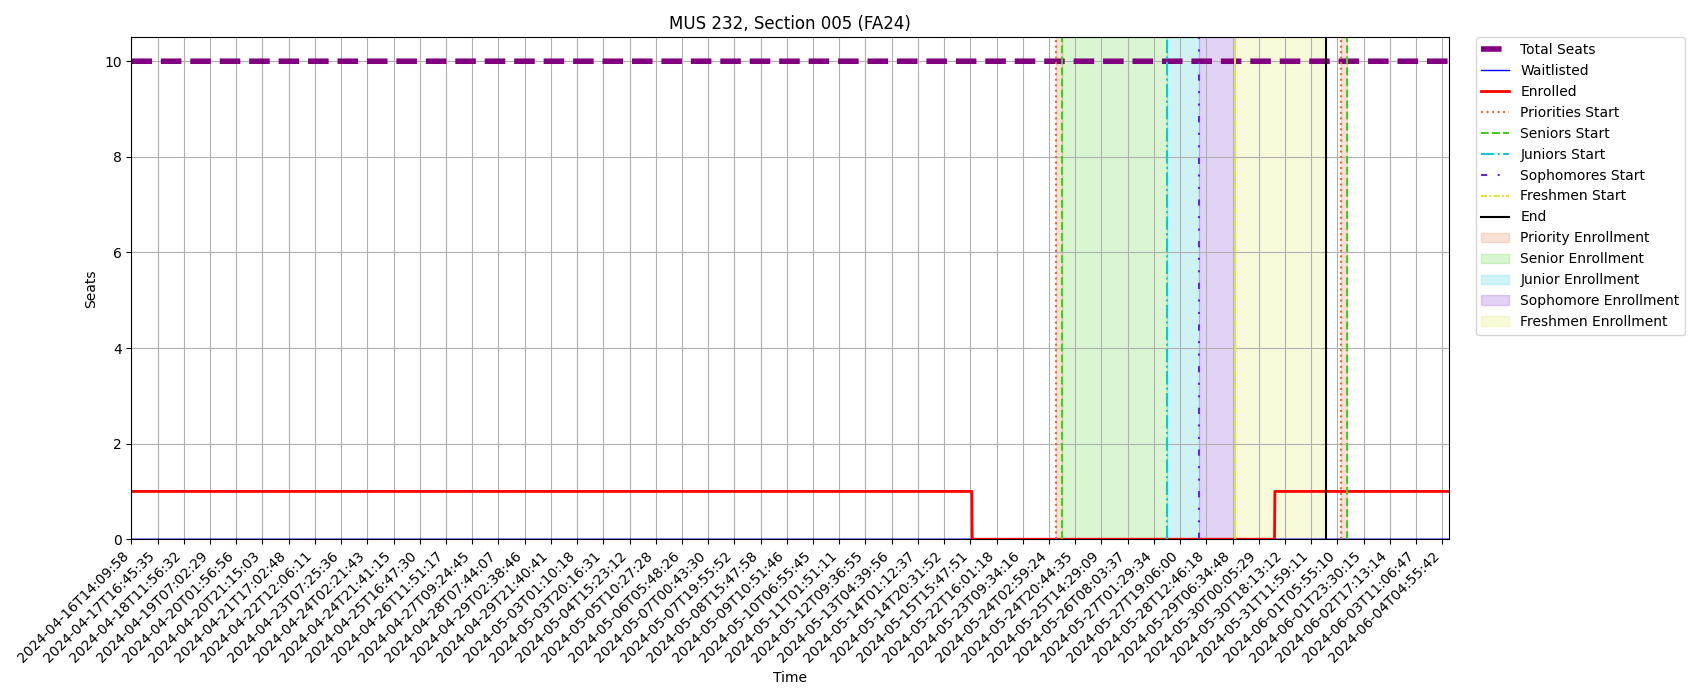 MUS 232, Section 005 (FA24)
Seats
10
8
6
4
2
0
2024-04-16T14:09:58
2024-04-17T16:45:35
2024-04-18T11:56:32
2024-04-19T07:02:29
2024-04-20T01:56:56
2024-04-20T21:15:03
2024-04-21T17:02:48
2024-04-22T12:06:11
2024-04-23T07:25:36
2024-04-24T02:21:43
2024-04-24T21:41:15
2024-04-25T16:47:30
2024-04-26T11:51:17
2024-04-27T09:24:45
2024-04-28T07:44:07
2024-04-29T02:38:46
2024-04-29T21:40:41
2024-05-03T01:10:18
2024-05-03T20:16:31
2024-05-04T15:23:12
2024-05-05T10:27:28
2024-05-06T05:48:26
2024-05-07T00:43:30
2024-05-07T19:55:52
2024-05-08T15:47:58
2024-05-09T10:51:46
2024-05-10T06:55:45
2024-05-11T01:51:11
2024-05-12T09:36:55
2024-05-13T04:39:56
2024-05-14T01:12:37
2024-05-14T20:31:52
2024-05-15T15:47:51
2024-05-22T16:01:18
2024-05-23T09:34:16
2024-05-24T02:59:24
2024-05-24T20:44:35
2024-05-25T14:29:09
2024-05-26T08:03:37
2024-05-27T01:29:34
2024-05-27T19:06:00
2024-05-28T12:46:18
2024-05-29T06:34:48
2024-05-30T00:05:29
2024-05-30T18:13:12
2024-05-31T11:59:11
2024-06-01T05:55:10
2024-06-01T23:30:15
2024-06-02T17:13:14
2024-06-03T11:06:47
2024-06-04T04:55:42
Time
Total Seats
Waitlisted
Enrolled
Priorities Start
Seniors Start
Juniors Start
Sophomores Start
Freshmen Start
End
Priority Enrollment
Senior Enrollment
Junior Enrollment
Sophomore Enrollment
Freshmen Enrollment